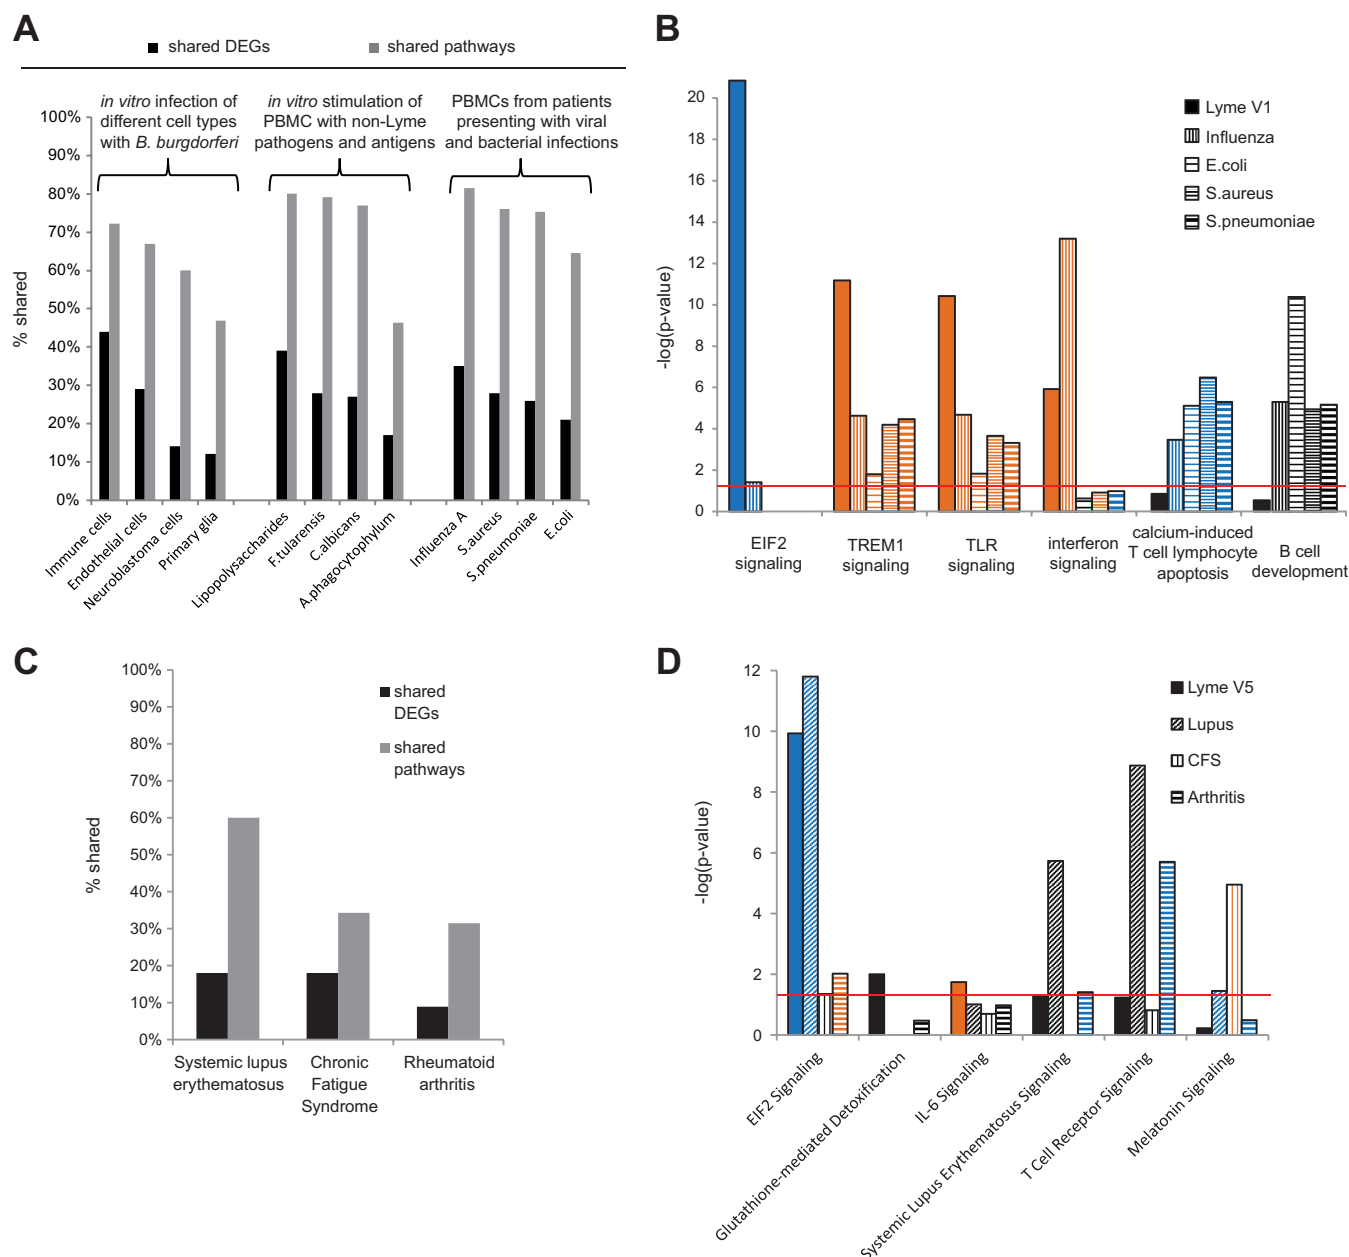 A
shared DEGs
shared pathways
in vitro infection of
different cell types
with B. burgdorferi
in vitro stimulation of
PBMC with non-Lyme
pathogens and antigens
PBMCs from patients
presenting with viral
and bacterial infections
% shared
100%
90%
80%
70%
60%
50%
40%
30%
20%
10%
0%
Immune cells
Endothelial cells
Neuroblastoma cells
Primary glia
Lipopolysaccharides
F.tularensis
C.albicans
A.phagocytophylum
Influenza A
S.aureus
S.pneumoniae
E.coli
B
-log(p-value)
20
18
16
14
12
10
8
6
4
2
0
Lyme V1
Influenza
E.coli
S.aureus
S.pneumoniae
EIF2
signaling
TREM1
signaling
TLR
signaling
interferon
signaling
calcium-induced
T cell lymphocyte
apoptosis
B cell
development
C
% shared
100%
90%
80%
70%
60%
50%
40%
30%
20%
10%
0%
shared
DEGs
shared
pathways
Systemic lupus
erythematosus
Chronic
Fatigue
Syndrome
Rheumatoid
arthritis
D
-log(p-value)
12
10
8
6
4
2
0
Lyme V5
Lupus
CFS
Arthritis
EIF2 Signaling
Glutathione-mediated Detoxification
IL-6 Signaling
Systemic Lupus Erythematosus Signaling
T Cell Receptor Signaling
Melatonin Signaling